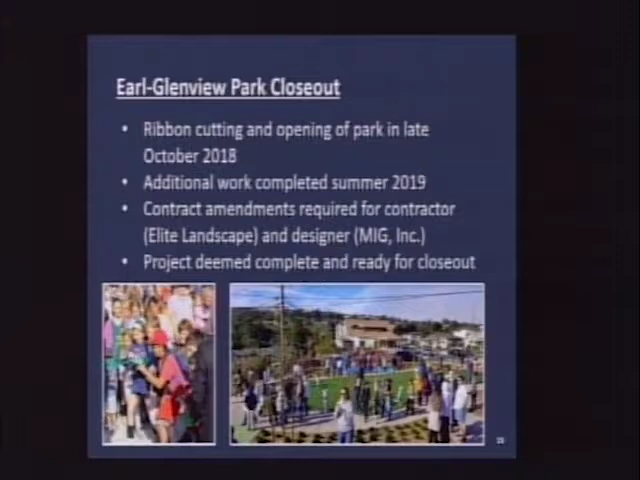 Earl-Glenview Park Closeout
• Ribbon cutting and opening of park in late
October 2018
• Additional work completed summer 2019
• Contract amendments required for contractor
(Elite Landscape) and designer (MIG, Inc.)
• Project deemed complete and ready for closeout